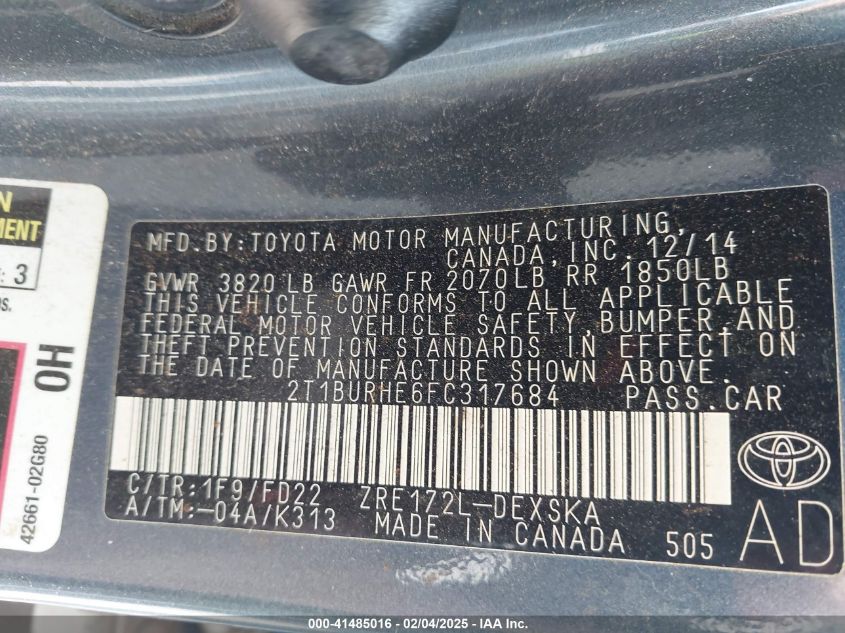 MFD.BY:TOYOTA MOTOR MANUFACTURING,
CANADA, INC. 12/14
GVWR 3820 LB GAWR FR 2070LB RR 1850LB
THIS VEHICLE CONFORMS TO ALL APPLICABLE
FEDERAL MOTOR VEHICLE SAFETY,BUMPER,AND
THEFT PREVENTION STANDARDS IN EFFECT ON
THE DATE OF MANUFACTURE SHOWN ABOVE.
2T1BURHE6FC317684 PASS.CAR
C/TR:1F9/FD22 ZRE172L-DEXSKA
A/TM:-04A/K313 MADE IN CANADA 505 AD
3
OH
42661-02G80
000-41485016 - 02/04/2025 - IAA Inc.